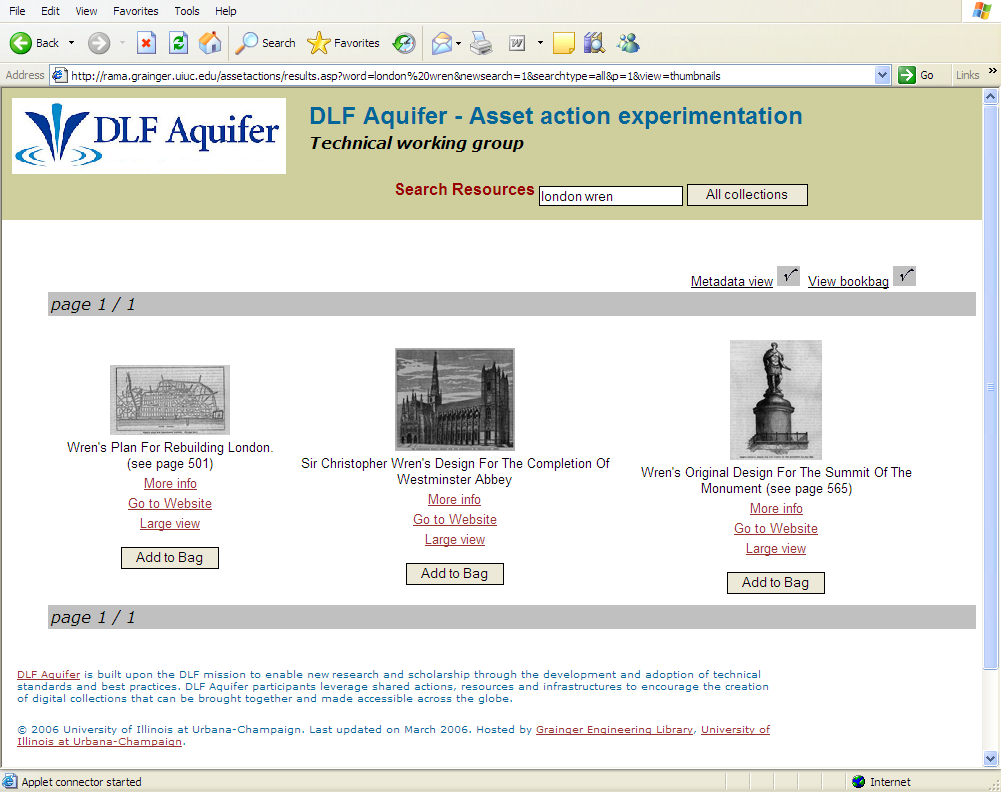 File Edit View Favorites Tools Help
Back Search Favorites
Address http://rama.grainger.uiuc.edu/assetactions/results.asp?word=london%20wren&newsearch=1&searchtype=all&p=1&view=thumbnails Go Links »
DLF Aquifer
DLF Aquifer - Asset action experimentation
Technical working group
Search Resources london wren All collections
Metadata view View bookbag
page 1 / 1
Wren's Plan For Rebuilding London.
(see page 501)
More info
Go to Website
Large view
Add to Bag
Sir Christopher Wren's Design For The Completion Of
Westminster Abbey
More info
Go to Website
Large view
Add to Bag
Wren's Original Design For The Summit Of The
Monument (see page 565)
More info
Go to Website
Large view
Add to Bag
page 1 / 1
DLF Aquifer is built upon the DLF mission to enable new research and scholarship through the development and adoption of technical
standards and best practices. DLF Aquifer participants leverage shared actions, resources and infrastructures to encourage the creation
of digital collections that can be brought together and made accessible across the globe.
© 2006 University of Illinois at Urbana-Champaign. Last updated on March 2006. Hosted by Grainger Engineering Library, University of
Illinois at Urbana-Champaign.
Applet connector started Internet